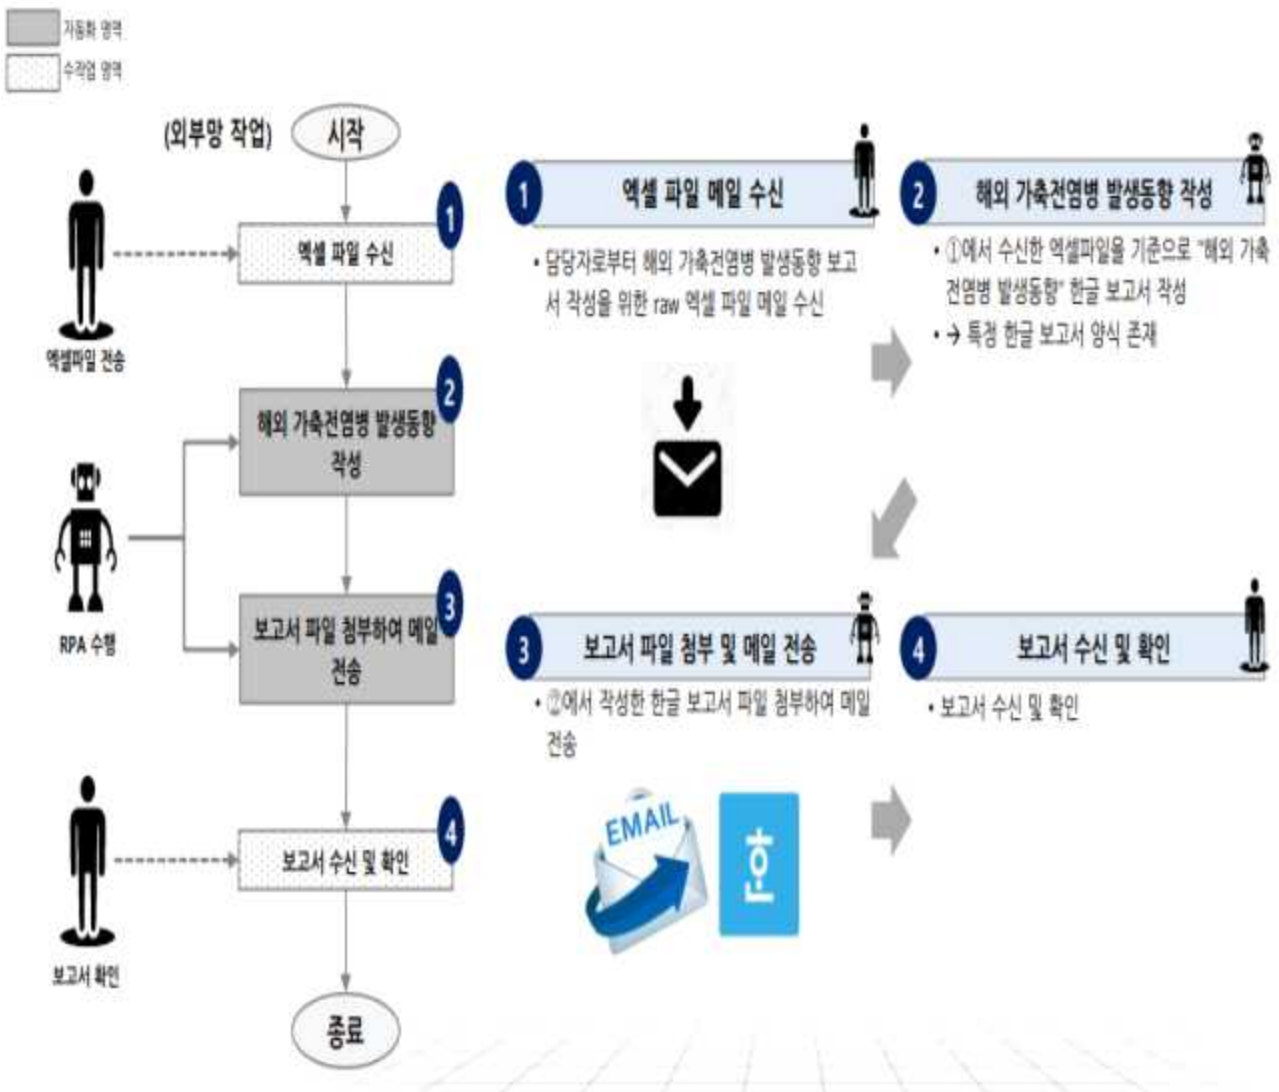 자동화 영역
수작업 영역
(외부망 작업)
시작
1
엑셀 파일 수신
엑셀파일 전송
2
해외 가축전염병 발생동향
작성
RPA 수행
3
보고서 파일 첨부하여 메일
전송
4
보고서 수신 및 확인
보고서 확인
종료
1 엑셀 파일 메일 수신
• 담당자로부터 해외 가축전염병 발생동향 보고
서 작성을 위한 raw 엑셀 파일 메일 수신
2 해외 가축전염병 발생동향 작성
• ①에서 수신한 엑셀파일을 기준으로 "해외 가축
전염병 발생동향" 한글 보고서 작성
• → 특정 한글 보고서 양식 존재
3 보고서 파일 첨부 및 메일 전송
• ②에서 작성한 한글 보고서 파일 첨부하여 메일
전송
EMAIL
한
4 보고서 수신 및 확인
• 보고서 수신 및 확인